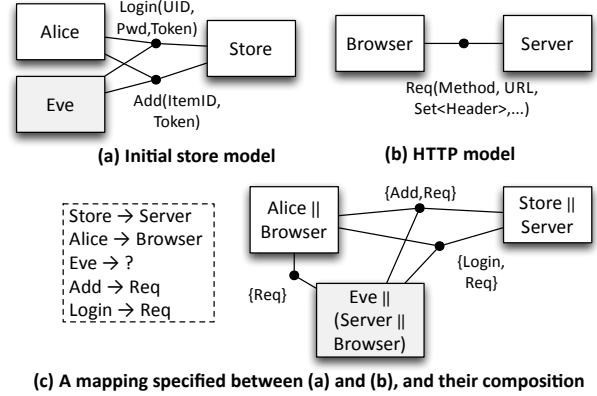 Login(UID,
Pwd,Token)
Alice
Store
Eve
Add(ItemID,
Token)
(a) Initial store model
Browser
Server
Req(Method, URL,
Set<Header>,...)
(b) HTTP model
Store → Server
Alice → Browser
Eve → ?
Add → Req
Login → Req
{Add,Req}
Alice ||
Browser
Store ||
Server
{Req}
{Login,
Req}
Eve ||
(Server ||
Browser)
(c) A mapping specified between (a) and (b), and their composition